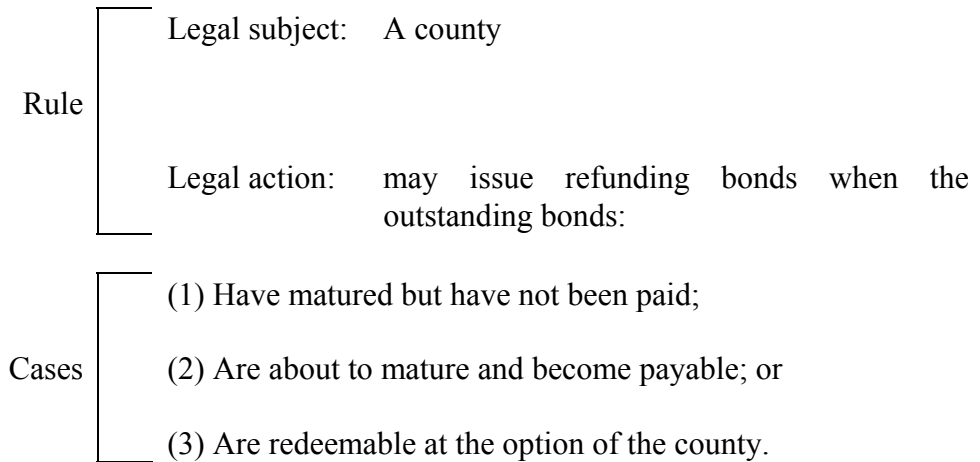 Legal subject: A county
Rule
Legal action: may issue refunding bonds when the
outstanding bonds:
(1) Have matured but have not been paid;
Cases
(2) Are about to mature and become payable; or
(3) Are redeemable at the option of the county.